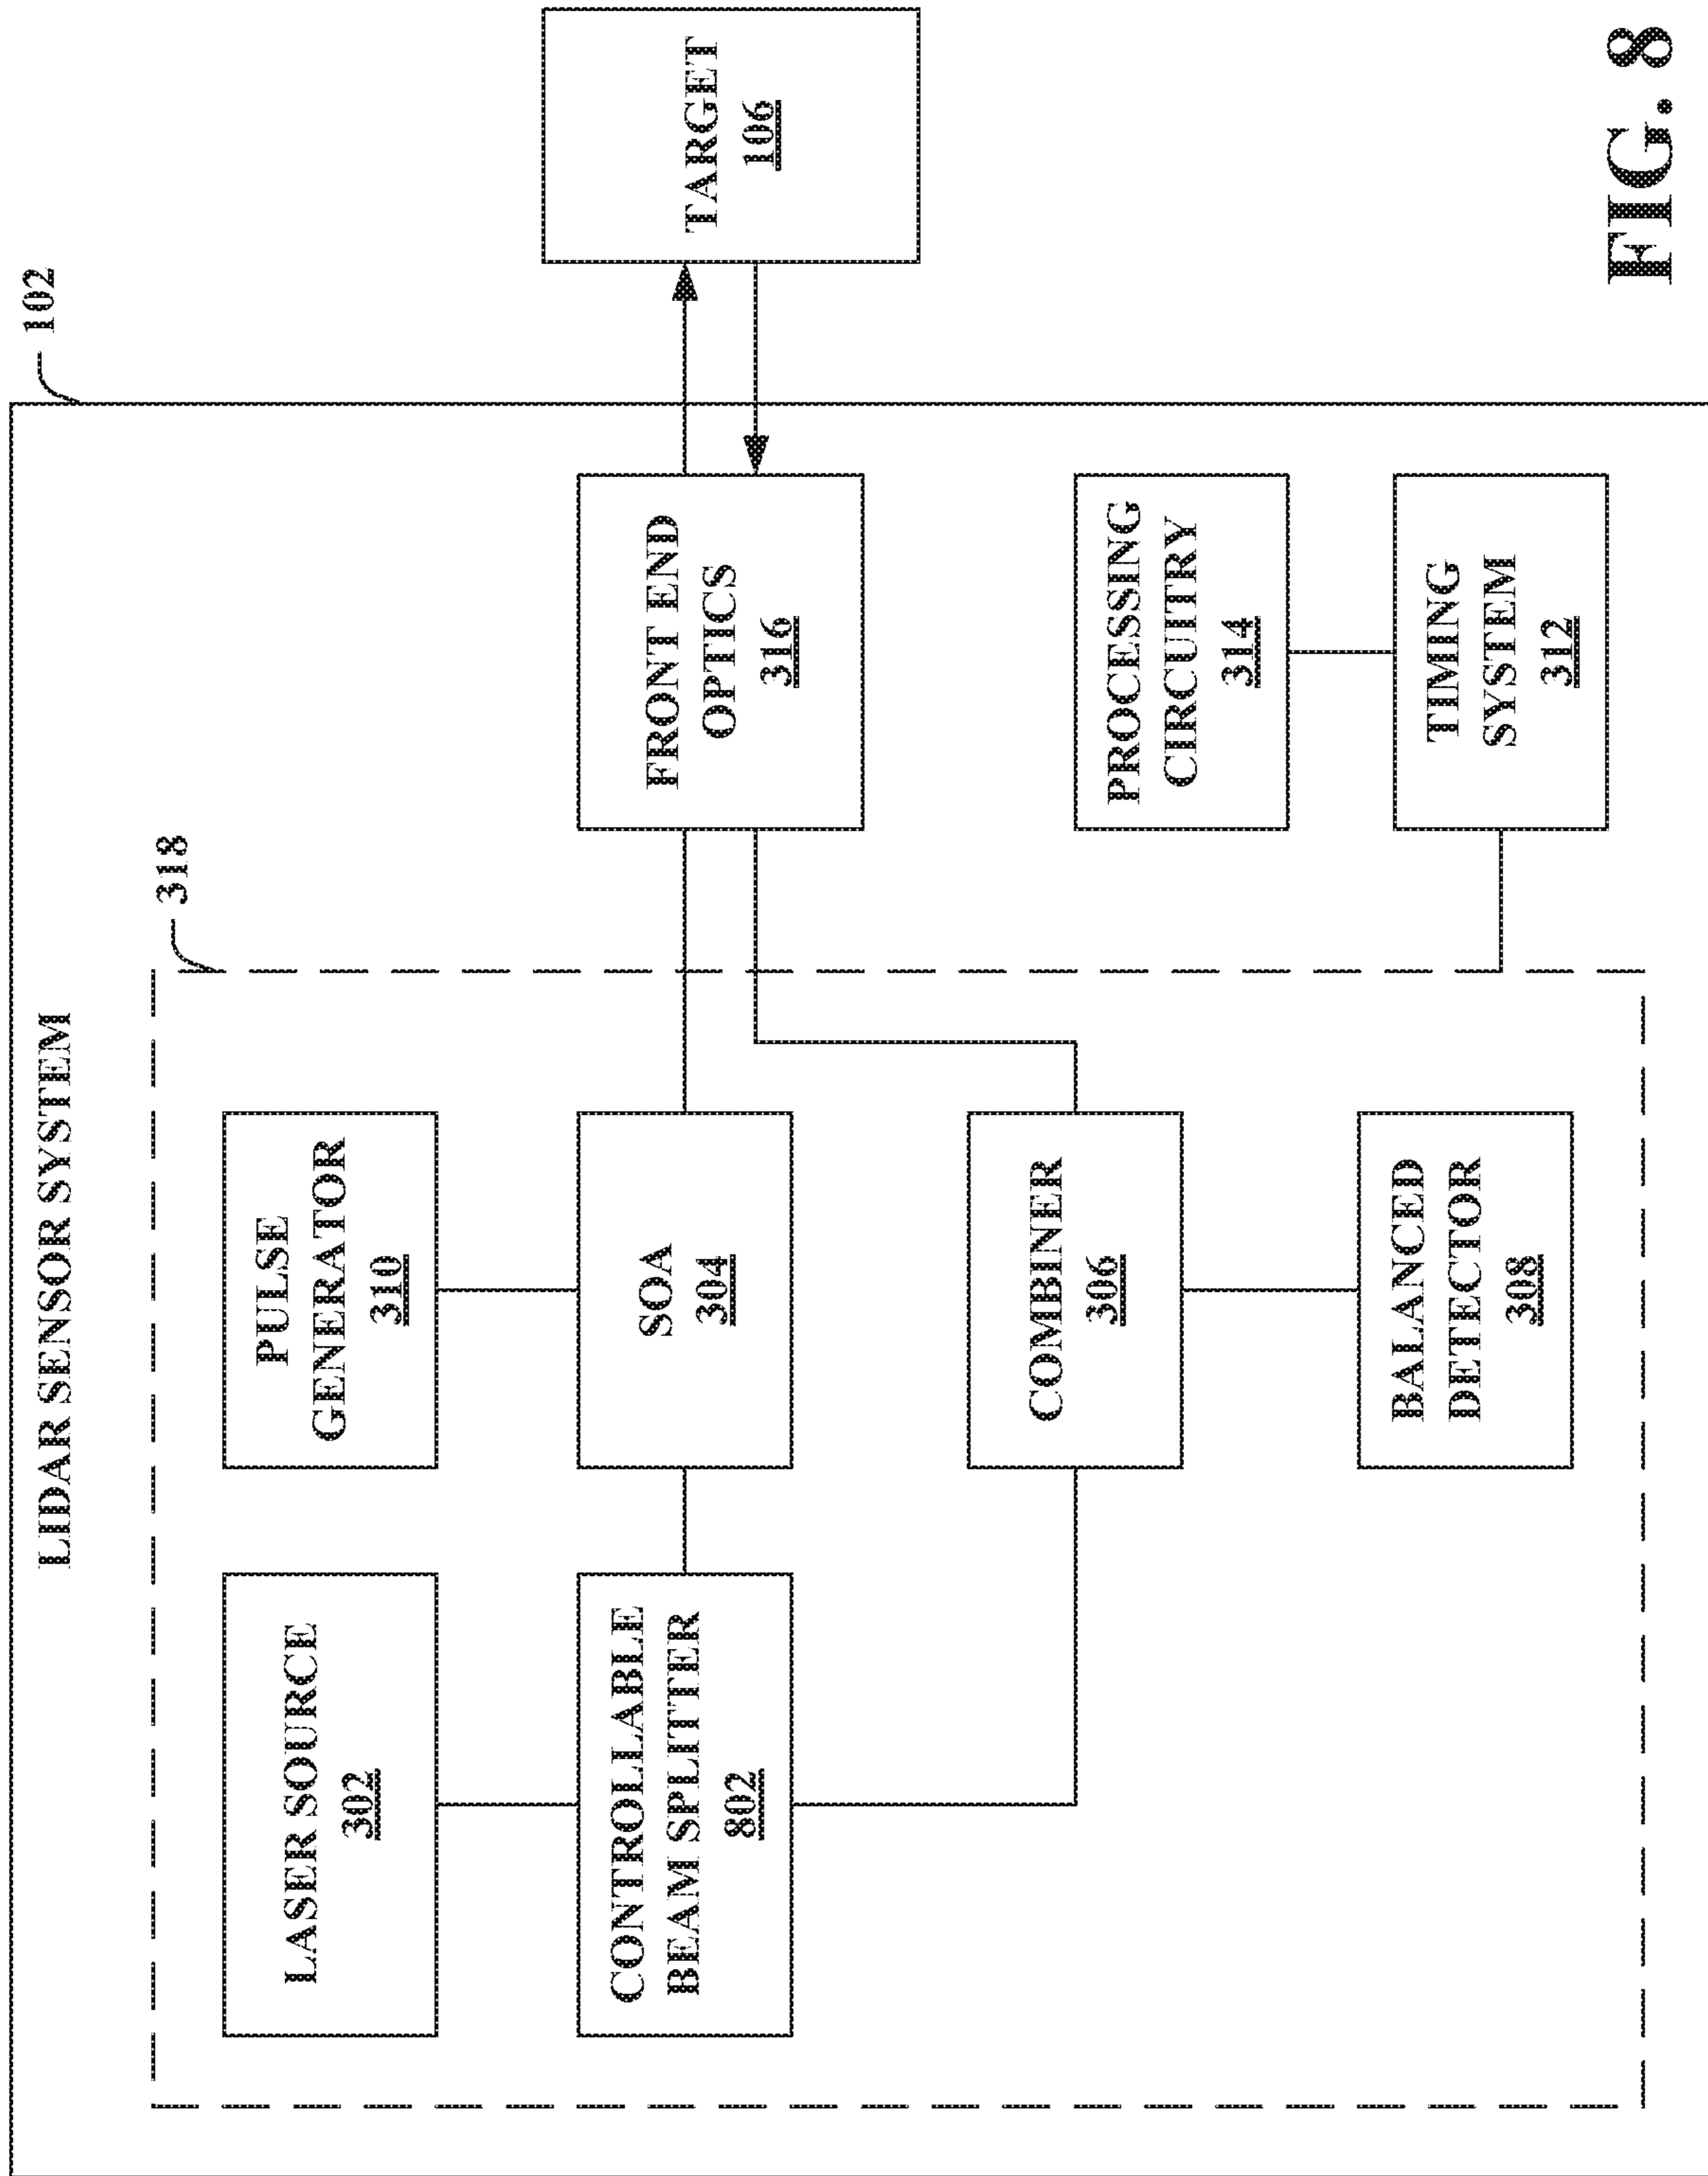 LIDAR SENSOR SYSTEM
102
318
LASER SOURCE
302
PULSE
GENERATOR
310
CONTROLLABLE
BEAM SPLITTER
802
SOA
304
FRONT END
OPTICS
316
TARGET
106
COMBINER
306
PROCESSING
CIRCUITRY
314
BALANCED
DETECTOR
308
TIMING
SYSTEM
312
FIG. 8